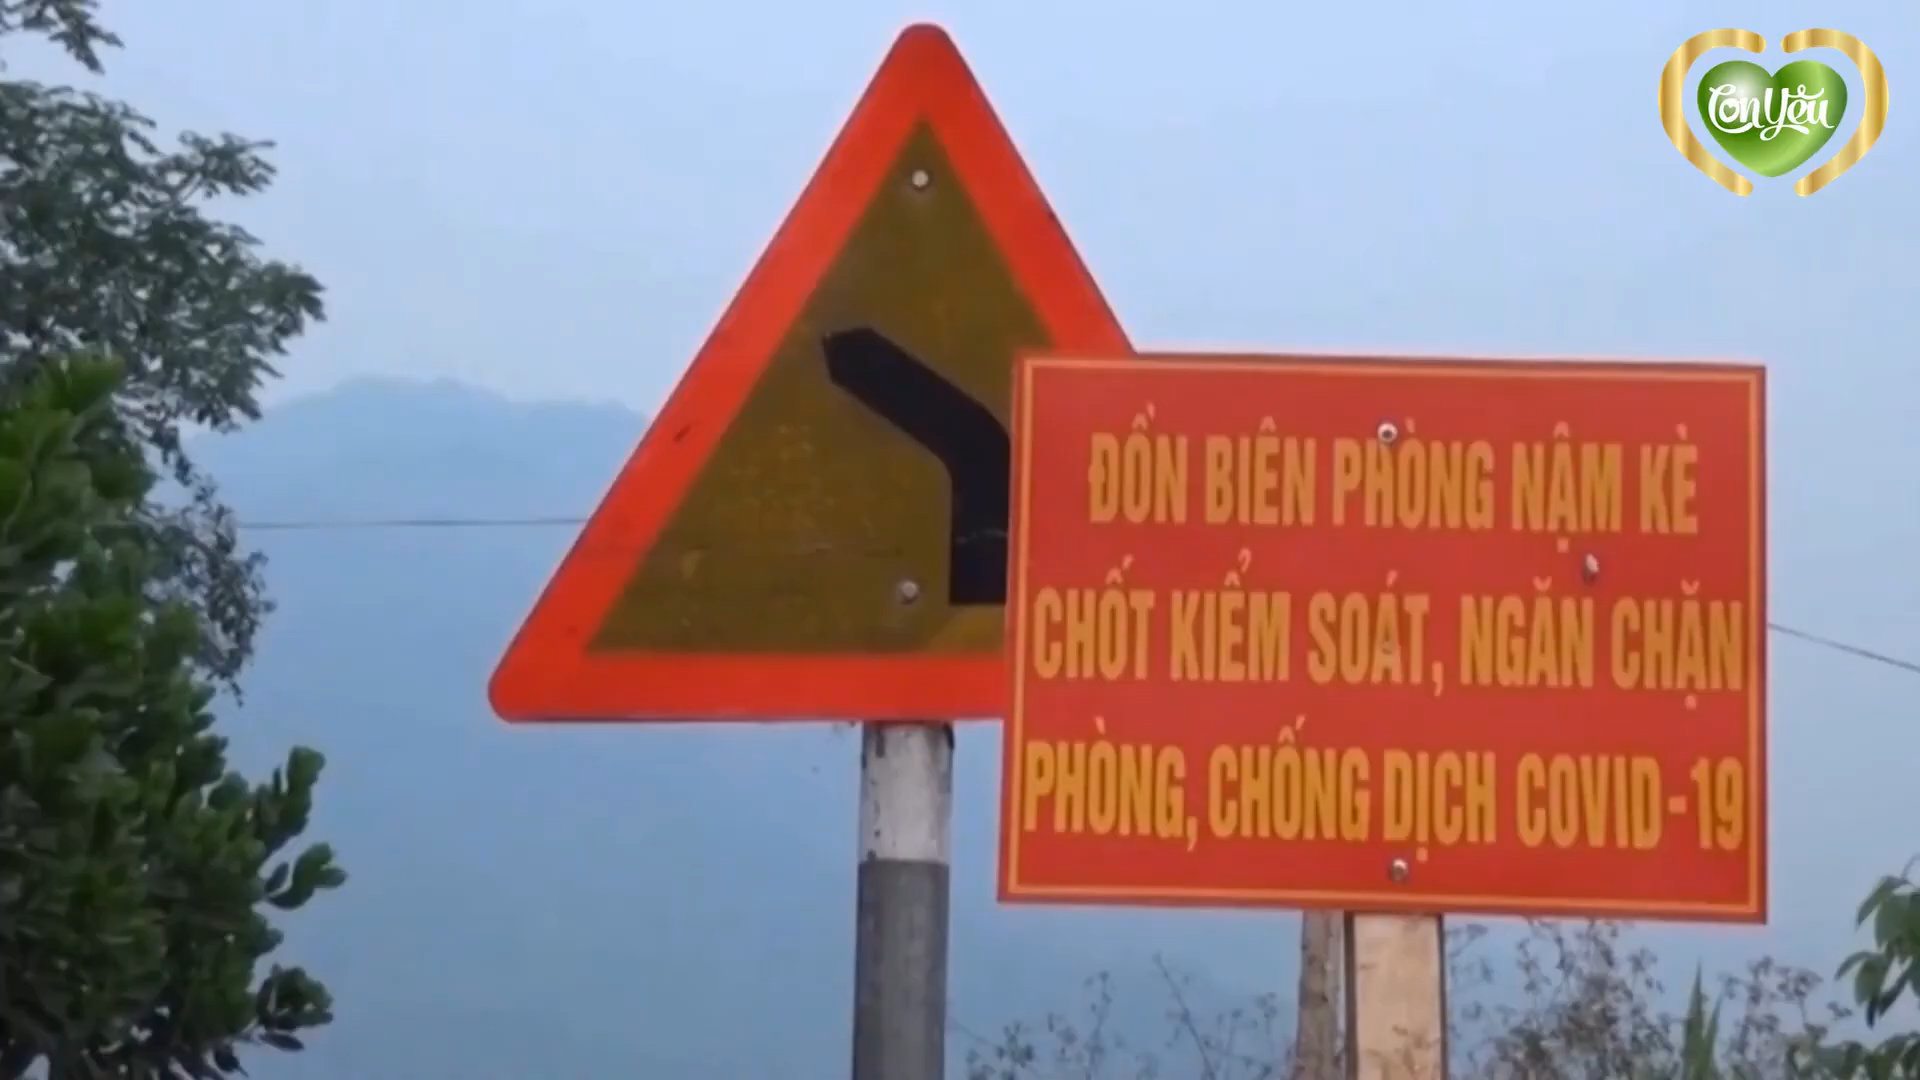 Con Yêu
ĐỒN BIÊN PHÒNG NẬM KÈ
CHỐT KIỂM SOÁT, NGĂN CHẶN
PHÒNG, CHỐNG DỊCH COVID-19